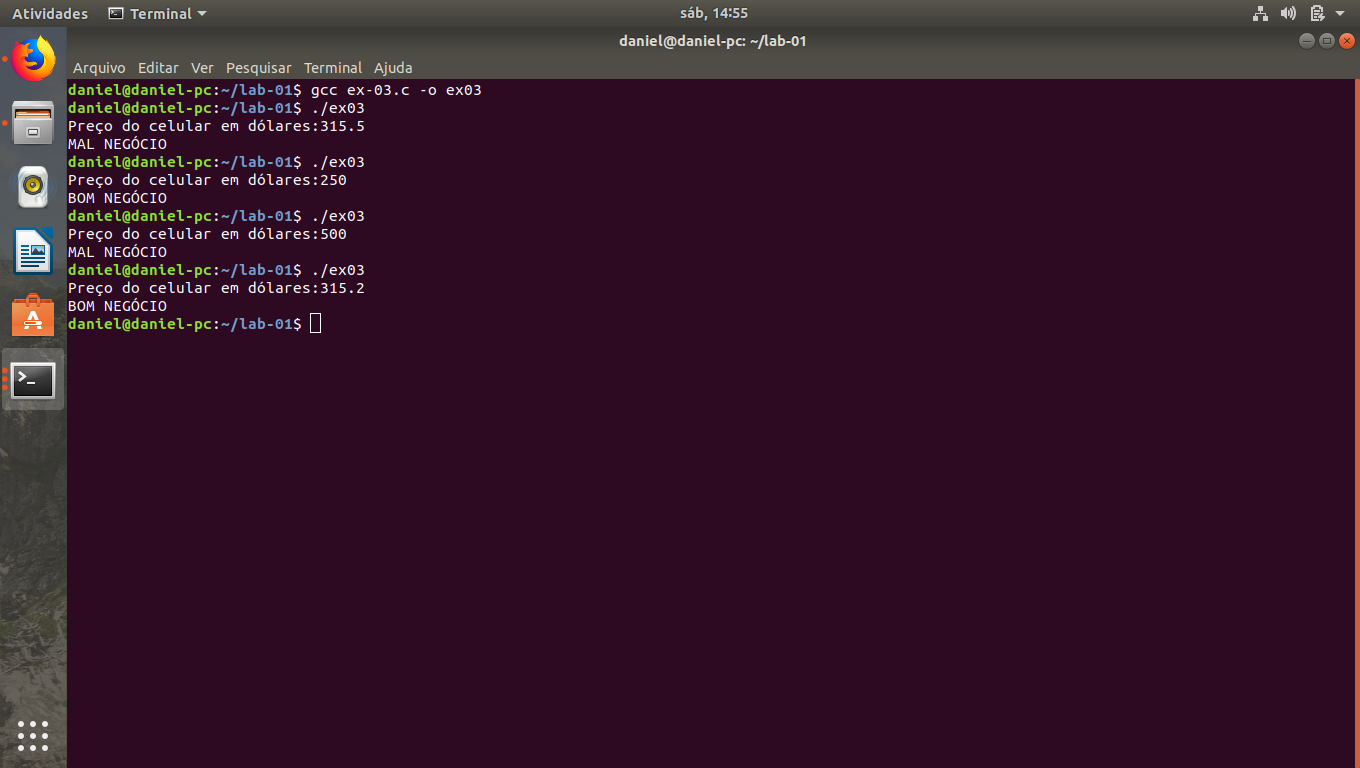 Atividades Terminal sáb, 14:55
daniel@daniel-pc: ~/lab-01
Arquivo Editar Ver Pesquisar Terminal Ajuda
daniel@daniel-pc:~/lab-01$ gcc ex-03.c -o ex03
daniel@daniel-pc:~/lab-01$ ./ex03
Preço do celular em dólares:315.5
MAL NEGÓCIO
daniel@daniel-pc:~/lab-01$ ./ex03
Preço do celular em dólares:250
BOM NEGÓCIO
daniel@daniel-pc:~/lab-01$ ./ex03
Preço do celular em dólares:500
MAL NEGÓCIO
daniel@daniel-pc:~/lab-01$ ./ex03
Preço do celular em dólares:315.2
BOM NEGÓCIO
daniel@daniel-pc:~/lab-01$